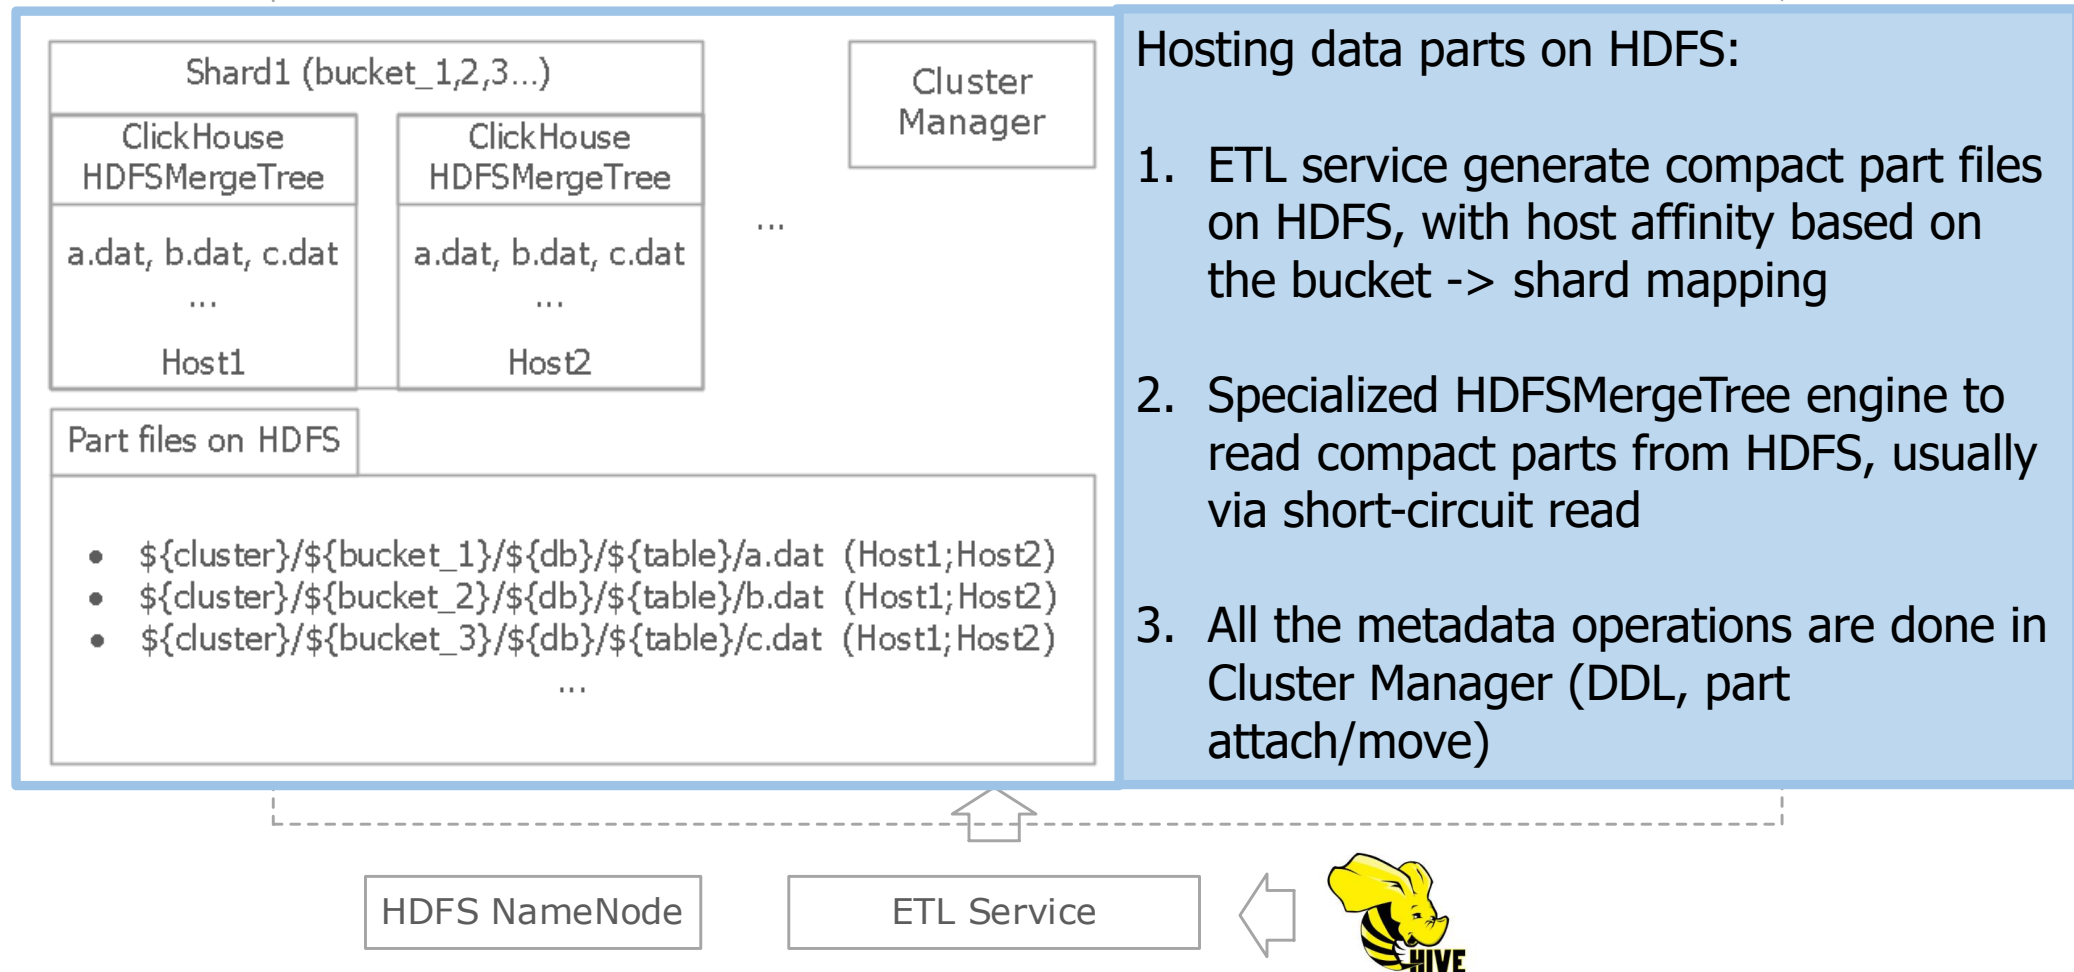 Shard1 (bucket_1,2,3...)
ClickHouse
HDFSMergeTree
a.dat, b.dat, c.dat
...
Host1
ClickHouse
HDFSMergeTree
a.dat, b.dat, c.dat
...
Host2
...
Cluster
Manager
Part files on HDFS
• ${cluster}/${bucket_1}/${db}/${table}/a.dat (Host1;Host2)
• ${cluster}/${bucket_2}/${db}/${table}/b.dat (Host1;Host2)
• ${cluster}/${bucket_3}/${db}/${table}/c.dat (Host1;Host2)
...
Hosting data parts on HDFS:
1. ETL service generate compact part files
on HDFS, with host affinity based on
the bucket -> shard mapping
2. Specialized HDFSMergeTree engine to
read compact parts from HDFS, usually
via short-circuit read
3. All the metadata operations are done in
Cluster Manager (DDL, part
attach/move)
HDFS NameNode
ETL Service
HIVE